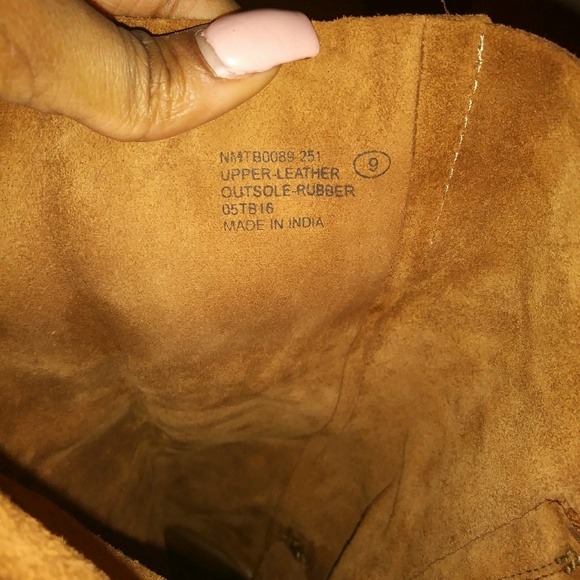 NMTB0089-251
UPPER-LEATHER 9
OUTSOLE-RUBBER
05TB16
MADE IN INDIA